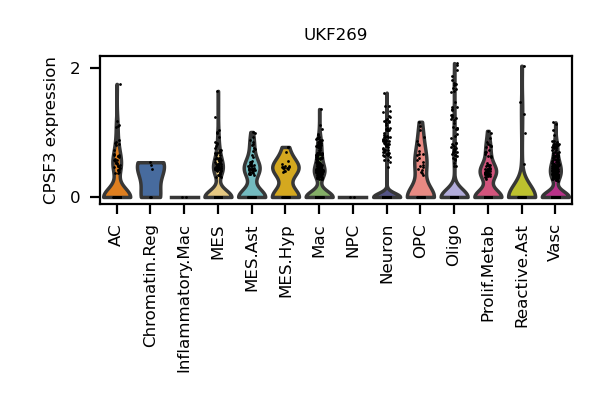 UKF269
CPSF3 expression
2
0
AC
Chromatin.Reg
Inflammatory.Mac
MES
MES.Ast
MES.Hyp
Mac
NPC
Neuron
OPC
Oligo
Prolif.Metab
Reactive.Ast
Vasc